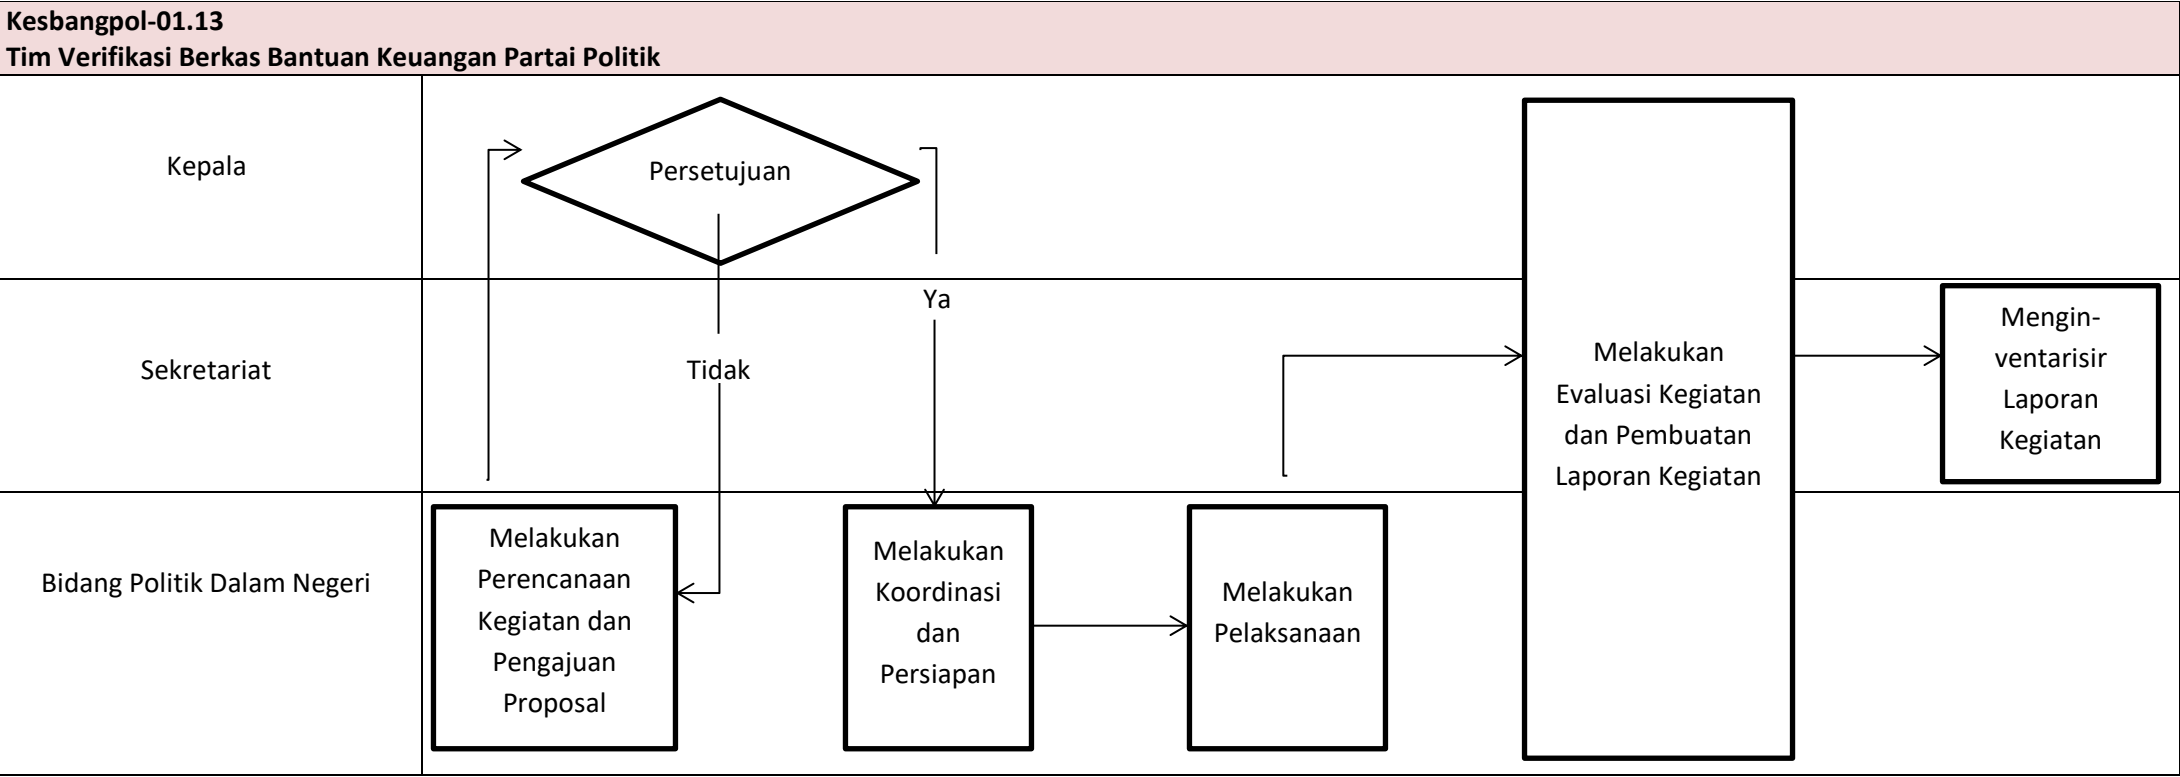 Kesbangpol-01.13
Tim Verifikasi Berkas Bantuan Keuangan Partai Politik
Kepala
Persetujuan
Ya
Tidak
Sekretariat
Melakukan
Evaluasi Kegiatan
dan Pembuatan
Laporan Kegiatan
Mengin-
ventarisir
Laporan
Kegiatan
Bidang Politik Dalam Negeri
Melakukan
Perencanaan
Kegiatan dan
Pengajuan
Proposal
Melakukan
Koordinasi
dan
Persiapan
Melakukan
Pelaksanaan